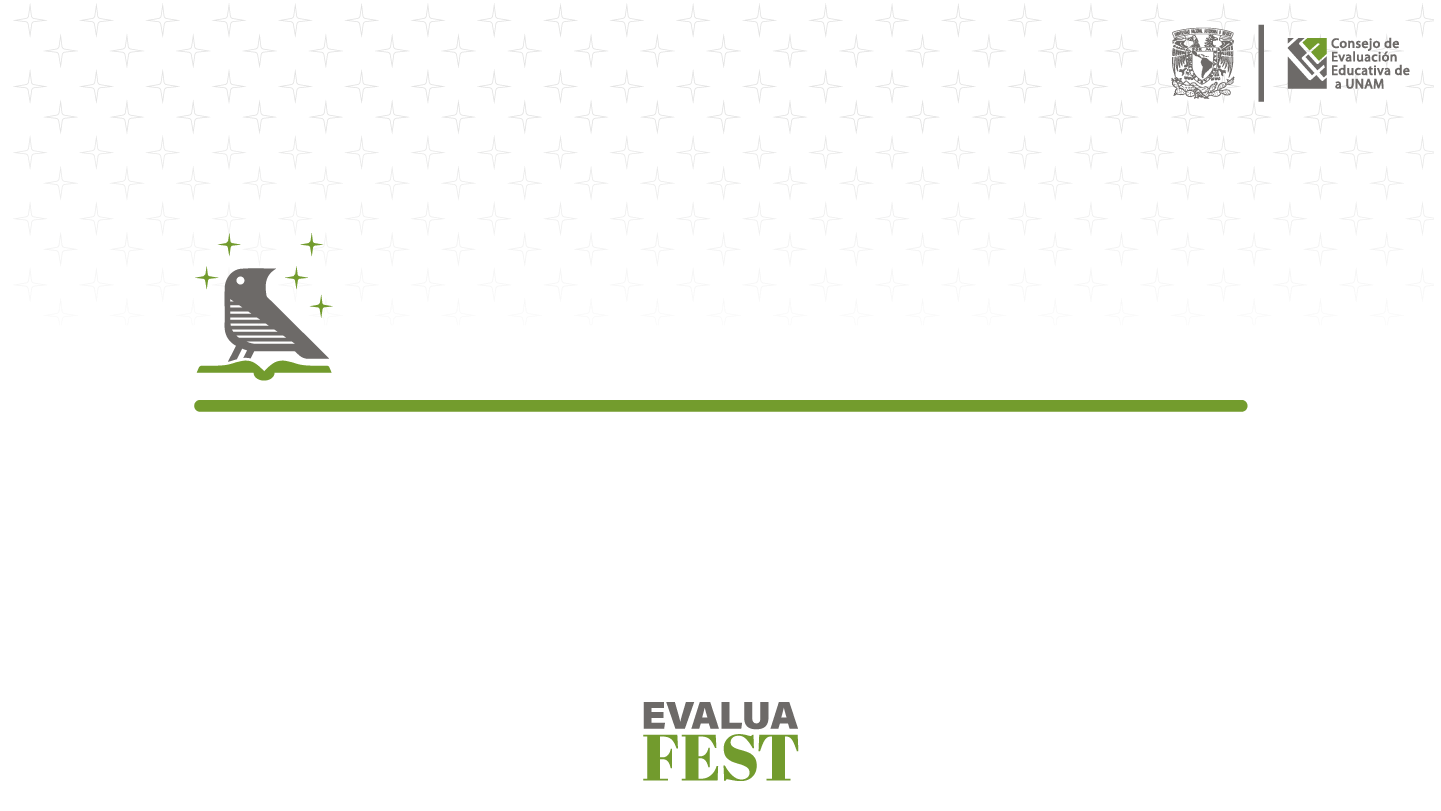 Consejo de
Evaluación
Educativa de
a UNAM
EVALUA
FEST